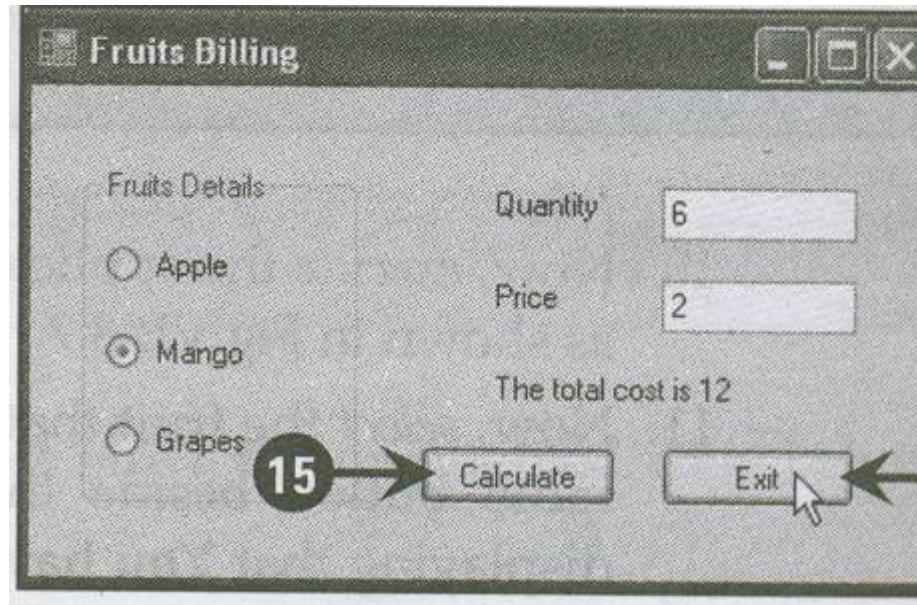 Fruits Billing
Fruits Details
Apple
Mango
Grapes
Quantity 6
Price 2
The total cost is 12
15
Calculate
Exit